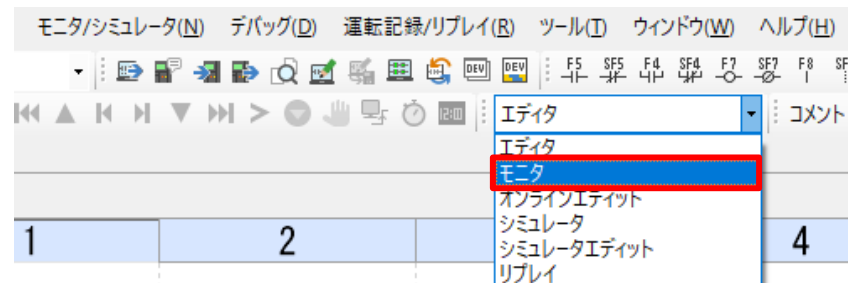 モニタ/シミュレータ(N) デバッグ(D) 運転記録/リプレイ(R) ツール(T) ウィンドウ(W) ヘルプ(H)
DEV DEV F5 SF5 F4 SF4 F7 SF7 F8 SF
エディタ コメント
エディタ
モニタ
オンラインエディット
1 2 4
シミュレータ
シミュレータエディット
リプレイ